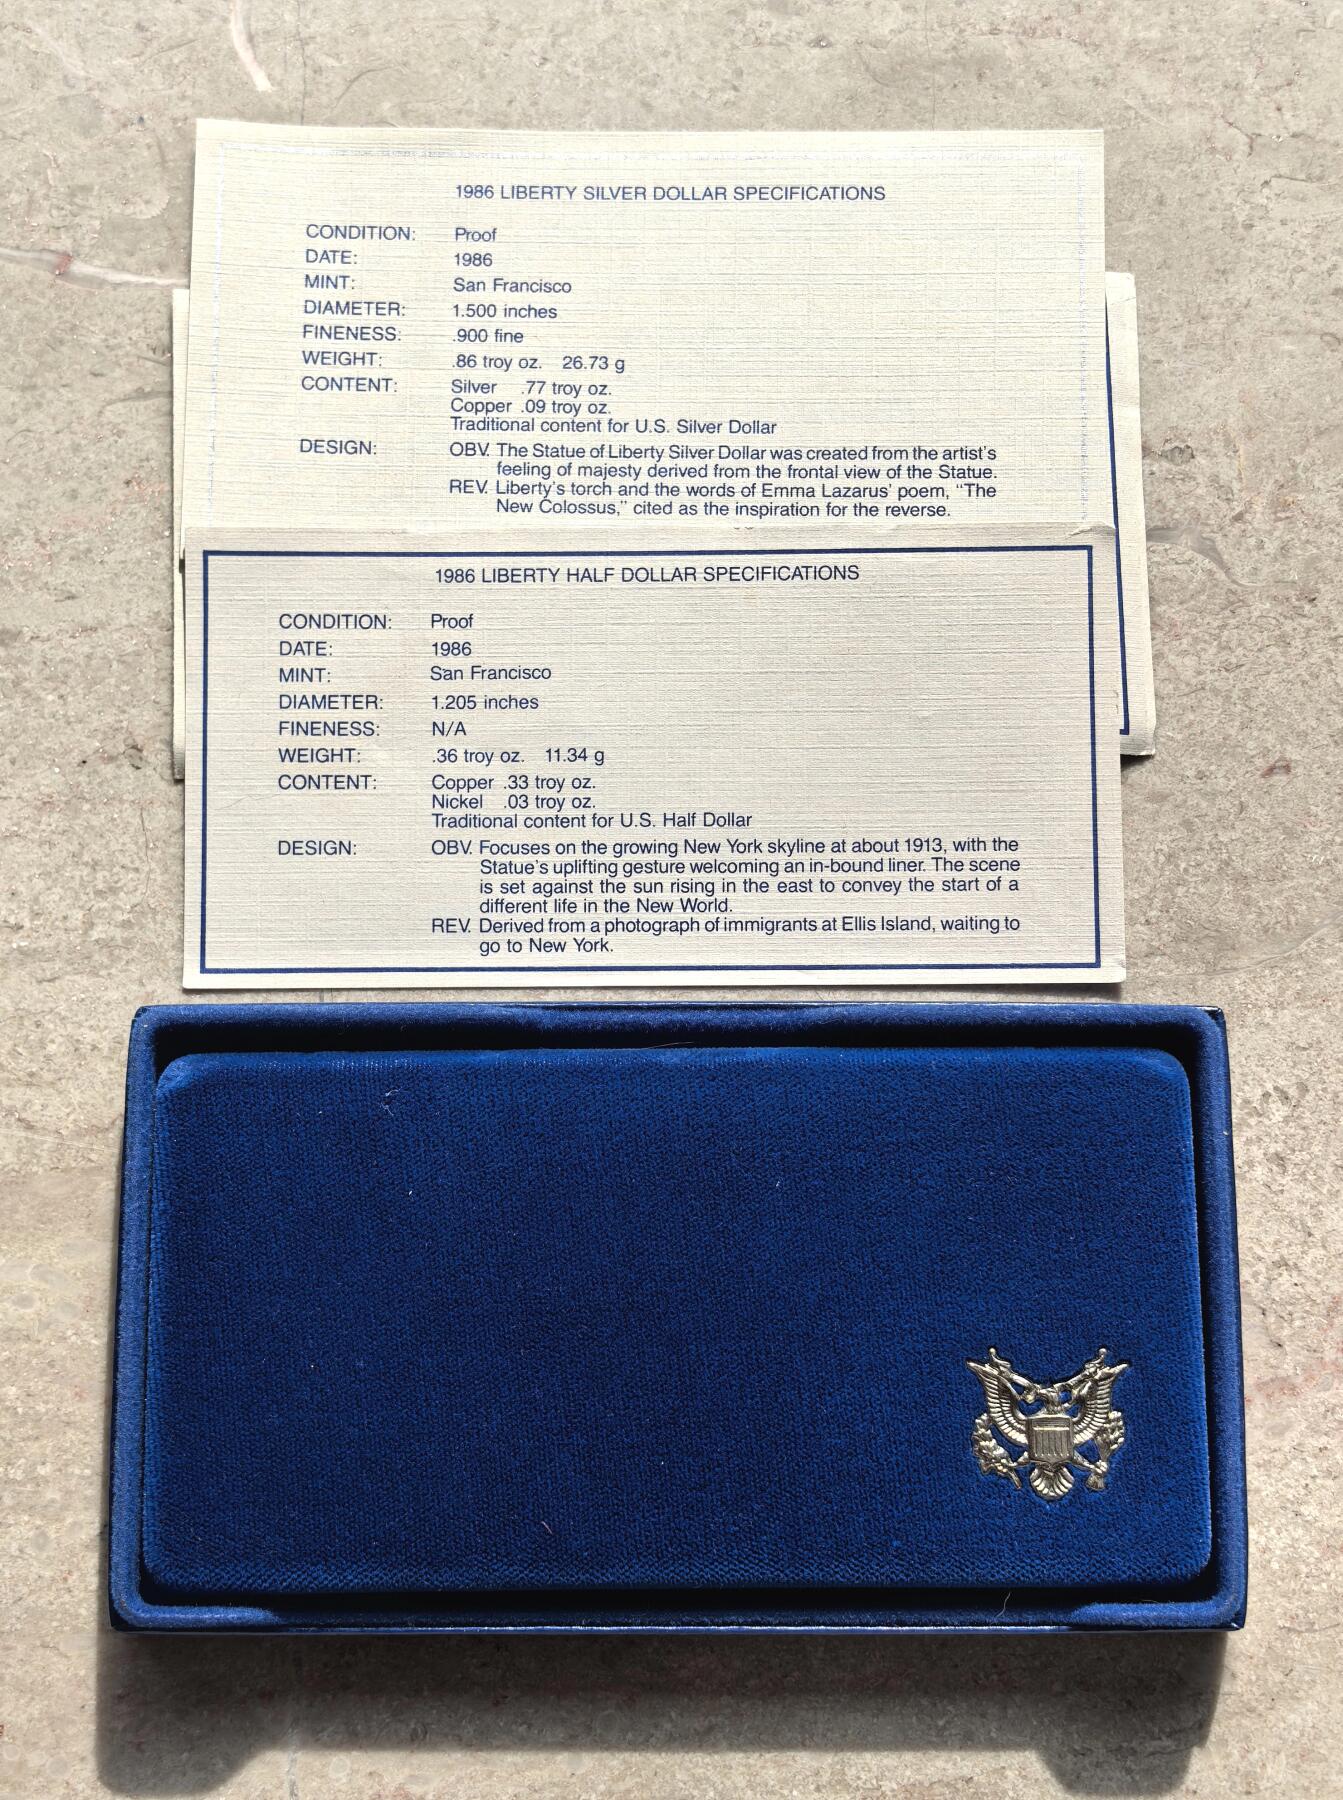 1986 LIBERTY SILVER DOLLAR SPECIFICATIONS
CONDITION: Proof
DATE: 1986
MINT: San Francisco
DIAMETER: 1.500 inches
FINENESS: .900 fine
WEIGHT: .86 troy oz. 26.73 g
CONTENT: Silver .77 troy oz.
Copper .09 troy oz.
Traditional content for U.S. Silver Dollar
DESIGN: OBV. The Statue of Liberty Silver Dollar was created from the artist's
feeling of majesty derived from the frontal view of the Statue.
REV. Liberty's torch and the words of Emma Lazarus' poem, “The
New Colossus,” cited as the inspiration for the reverse.
1986 LIBERTY HALF DOLLAR SPECIFICATIONS
CONDITION: Proof
DATE: 1986
MINT: San Francisco
DIAMETER: 1.205 inches
FINENESS: N/A
WEIGHT: .36 troy oz. 11.34 g
CONTENT: Copper .33 troy oz.
Nickel .03 troy oz.
Traditional content for U.S. Half Dollar
DESIGN: OBV. Focuses on the growing New York skyline at about 1913, with the
Statue's uplifting gesture welcoming an in-bound liner. The scene
is set against the sun rising in the east to convey the start of a
different life in the New World.
REV. Derived from a photograph of immigrants at Ellis Island, waiting to
go to New York.